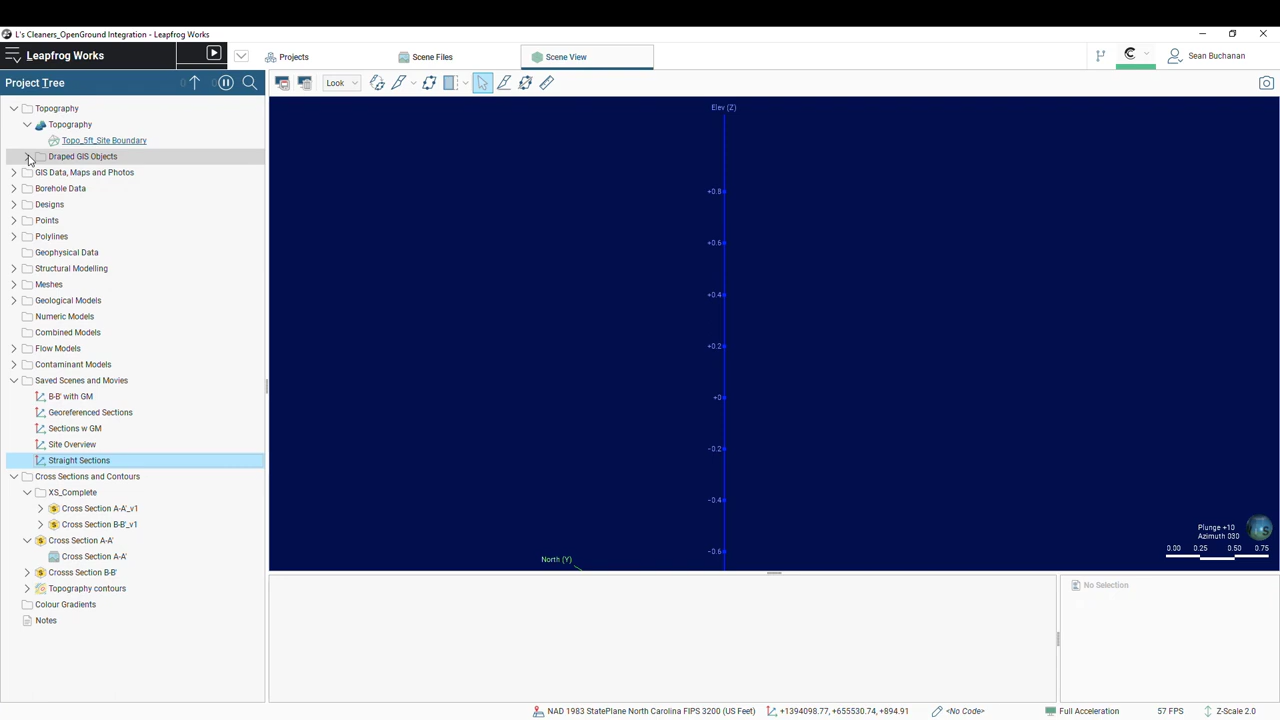 L's Cleaners_OpenGround Integration - Leapfrog Works
Leapfrog Works
Projects
Scene Files
Scene View
Sean Buchanan
Project Tree
Look
Topography
Topography
Topo_5ft_Site Boundary
Draped GIS Objects
GIS Data, Maps and Photos
Borehole Data
Designs
Points
Polylines
Geophysical Data
Structural Modelling
Meshes
Geological Models
Numeric Models
Combined Models
Flow Models
Contaminant Models
Saved Scenes and Movies
B-B' with GM
Georeferenced Sections
Sections w GM
Site Overview
Straight Sections
Cross Sections and Contours
XS_Complete
Cross Section A-A'_v1
Cross Section B-B'_v1
Cross Section A-A'
Cross Section A-A'
Crosss Section B-B'
Topography contours
Colour Gradients
Notes
Elev (Z)
+0.8
+0.6
+0.4
+0.2
+0
-0.2
-0.4
-0.6
North (Y)
Plunge +10
Azimuth 030
0.00 0.25 0.50 0.75
No Selection
NAD 1983 StatePlane North Carolina FIPS 3200 (US Feet)
+1394098.77, +655530.74, +894.91
<No Code>
Full Acceleration
57 FPS
Z-Scale 2.0